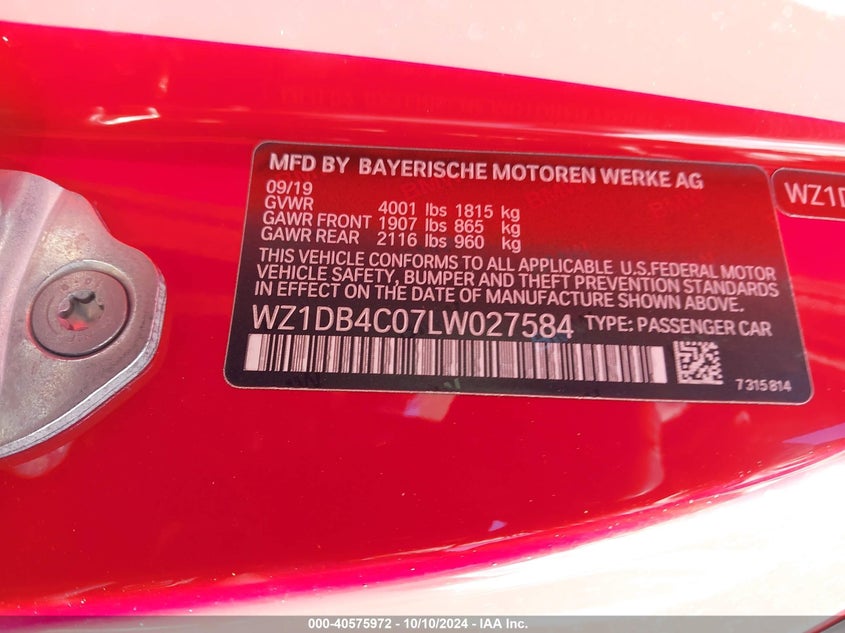 MFD BY BAYERISCHE MOTOREN WERKE AG
09/19
GVWR 4001 lbs 1815 kg
GAWR FRONT 1907 lbs 865 kg
GAWR REAR 2116 lbs 960 kg
THIS VEHICLE CONFORMS TO ALL APPLICABLE U.S.FEDERAL MOTOR
VEHICLE SAFETY, BUMPER AND THEFT PREVENTION STANDARDS
IN EFFECT ON THE DATE OF MANUFACTURE SHOWN ABOVE.
WZ1DB4C07LW027584 TYPE: PASSENGER CAR
7315814
WZ1D
000-40575972 - 10/10/2024 - IAA Inc.